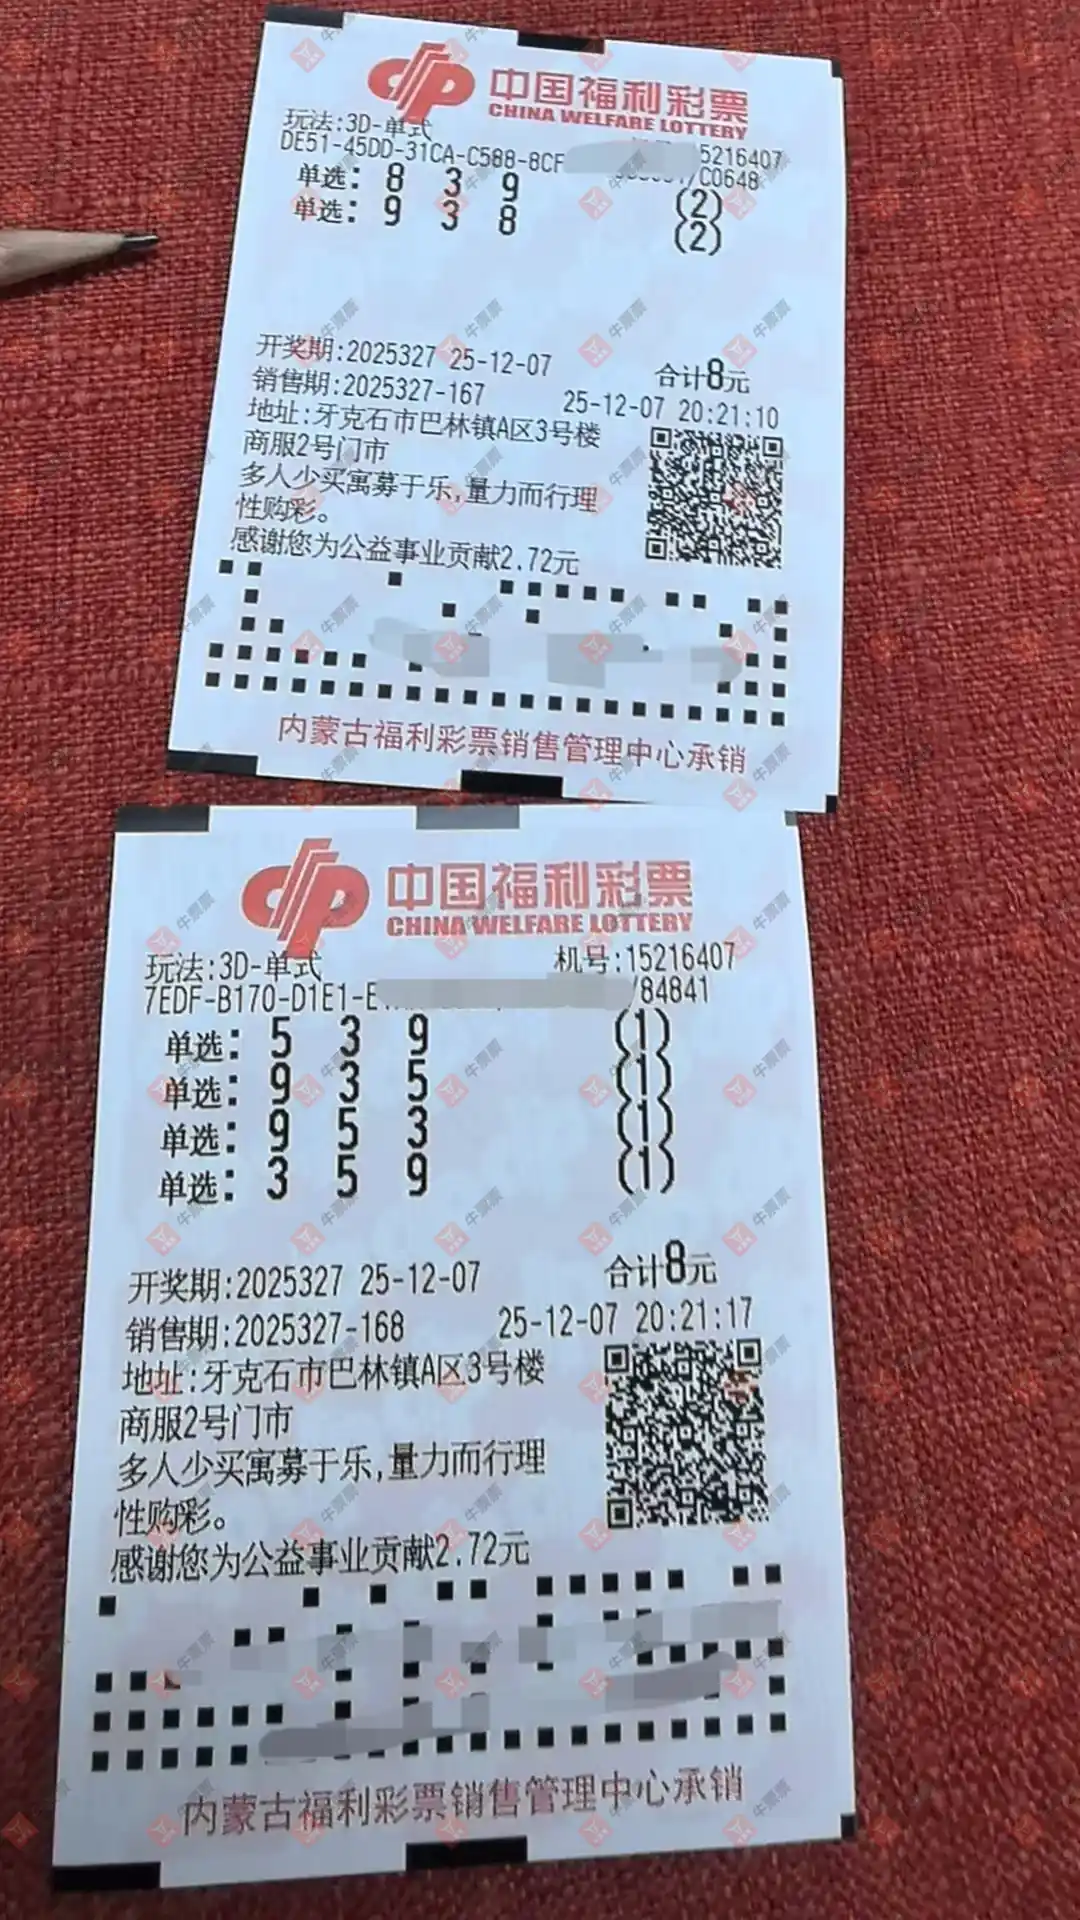 中国福利彩票
CHINA WELFARE LOTTERY
玩法:3D-单式
5216407
DE51-45DD-31CA-C588-8CF
/C0648
单选: 8 3 9 (2)
单选: 9 3 8 (2)
开奖期:2025327 25-12-07 合计8元
销售期:2025327-167 25-12-07 20:21:10
地址:牙克石市巴林镇A区3号楼
商服2号门市
多人少买寓募于乐,量力而行理
性购彩。
感谢您为公益事业贡献2.72元
内蒙古福利彩票销售管理中心承销
中国福利彩票
CHINA WELFARE LOTTERY
玩法:3D-单式 机号:15216407
7EDF-B170-D1E1-E /84841
单选: 5 3 9 (1)
单选: 9 3 5 (1)
单选: 9 5 3 (1)
单选: 3 5 9 (1)
开奖期:2025327 25-12-07 合计8元
销售期:2025327-168 25-12-07 20:21:17
地址:牙克石市巴林镇A区3号楼
商服2号门市
多人少买寓募于乐,量力而行理
性购彩。
感谢您为公益事业贡献2.72元
内蒙古福利彩票销售管理中心承销
牛票票